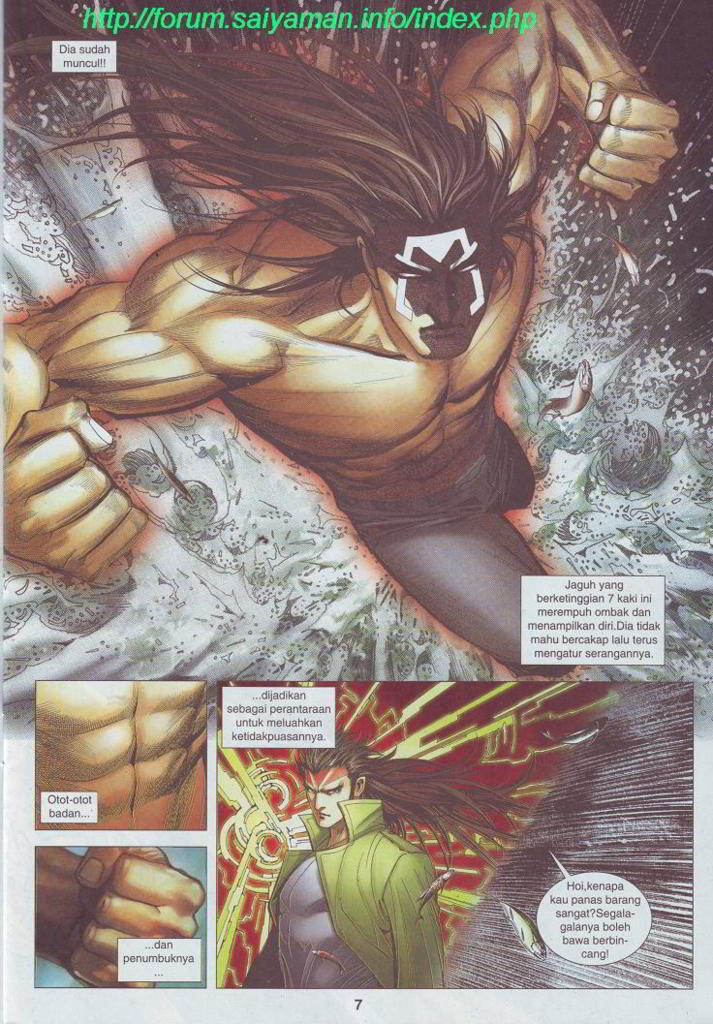 http://forum.saiyaman.info/index.php
Dia sudah
muncul!!
Jaguh yang
berketinggian 7 kaki ini
merempuh ombak dan
menampilkan diri.Dia tidak
mahu bercakap lalu terus
mengatur serangannya.
Otot-otot
badan...
...dan
penumbuknya
...
...dijadikan
sebagai perantaraan
untuk meluahkan
ketidakpuasannya.
Hoi,kenapa
kau panas barang
sangat?Segala-
galanya boleh
bawa berbin-
cang!
7